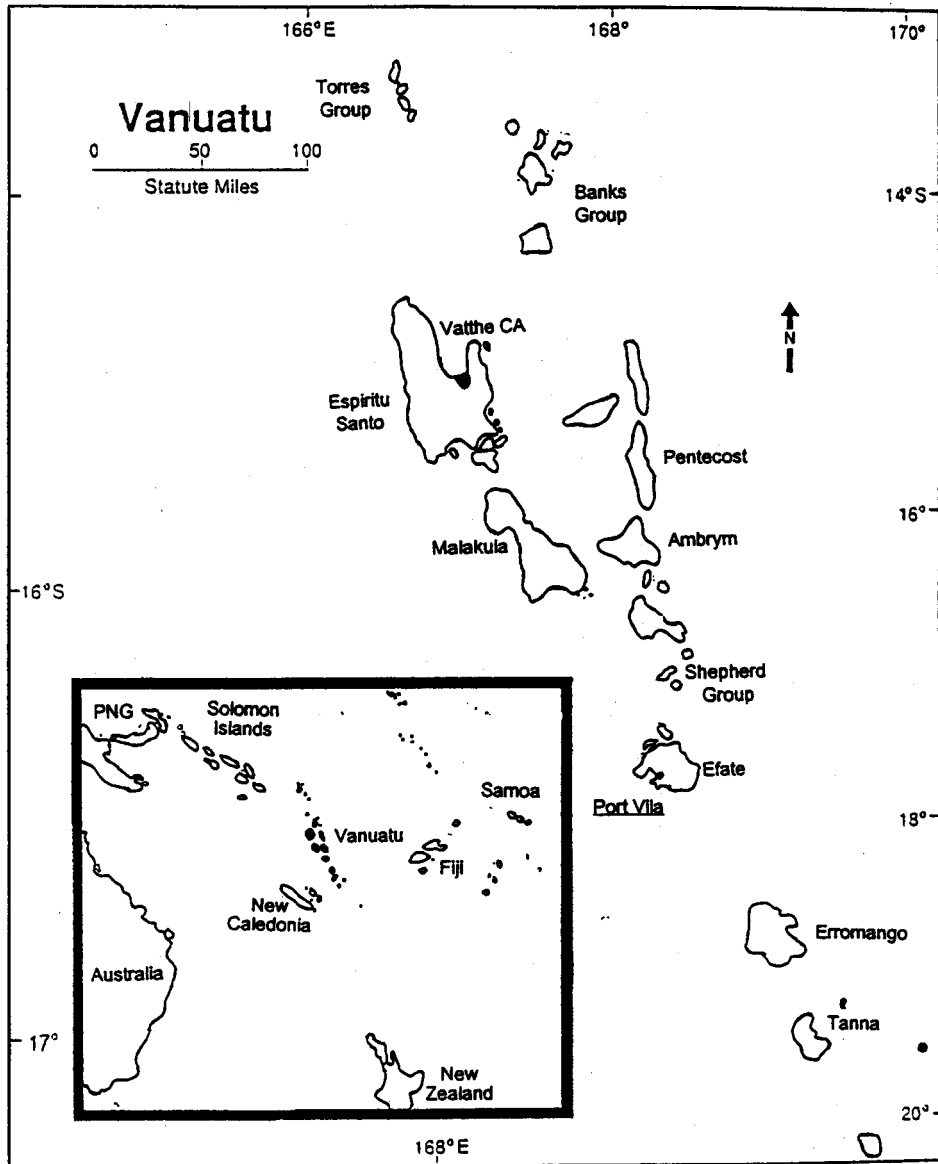 166°E
168°
170°
Torres
Group
Vanuatu
0 50 100
Statute Miles
Banks
Group
14°S
Vatthe CA
N
Espiritu
Santo
Pentecost
16°
Malakula
Ambrym
16°S
Shepherd
Group
PNG
Solomon
Islands
Efate
Samoa
Port Vila
18°
Vanuatu
Fiji
New
Caledonia
Erromango
Australia
Tanna
17°
New
Zealand
20°
168°E